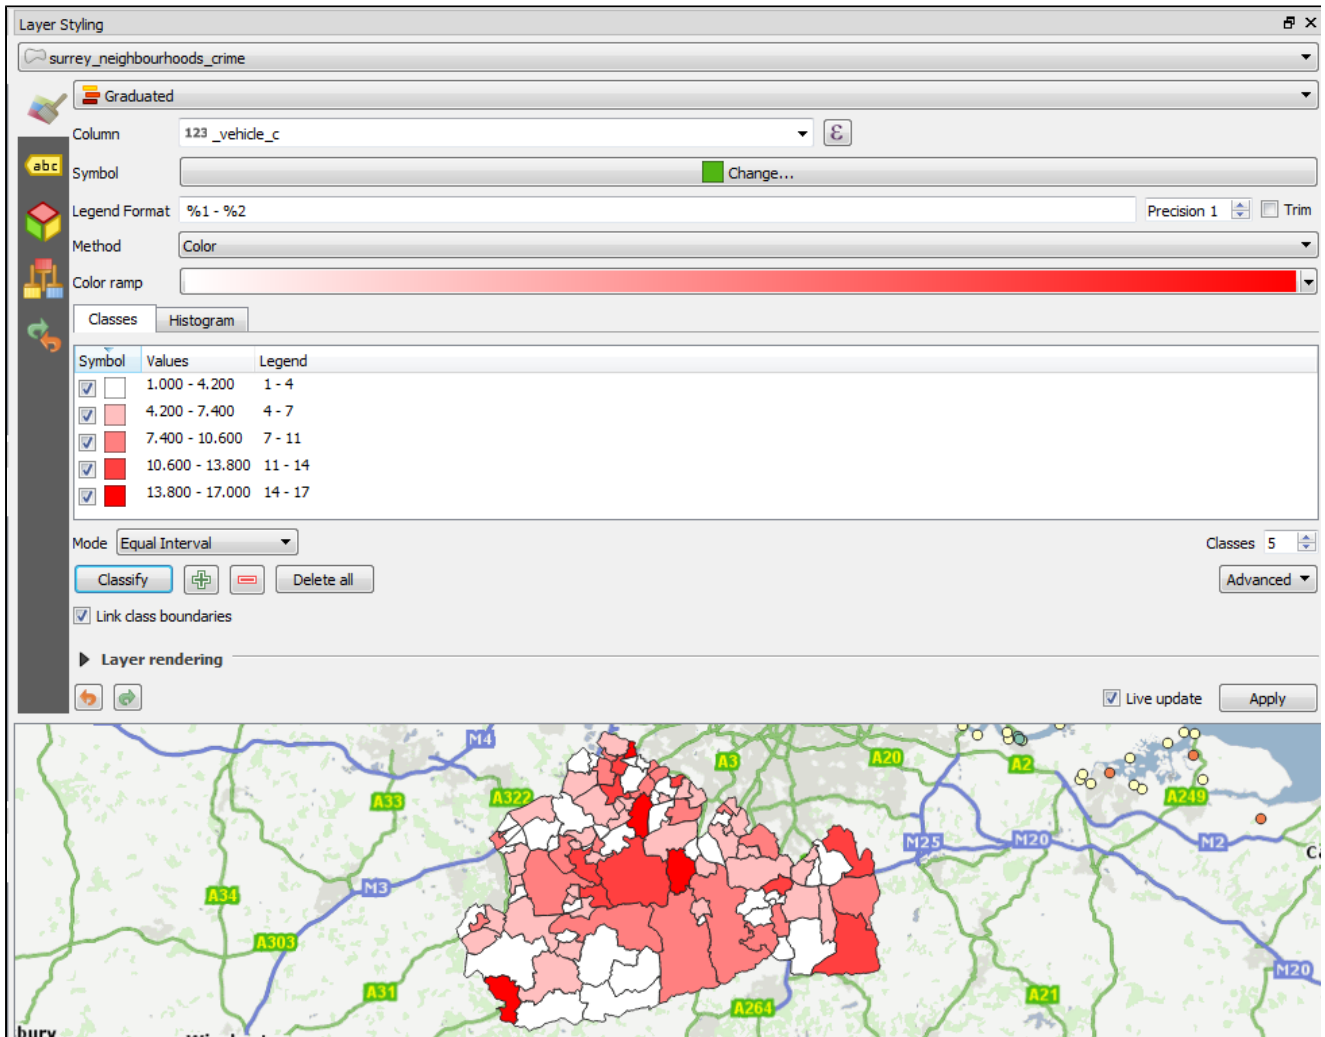 Layer Styling
surrey_neighbourhoods_crime
Graduated
Column 123 _vehicle_c ε
abc
Symbol Change...
Legend Format %1 - %2 Precision 1 Trim
Method Color
Color ramp
Classes Histogram
Symbol Values Legend
1.000 - 4.200 1 - 4
4.200 - 7.400 4 - 7
7.400 - 10.600 7 - 11
10.600 - 13.800 11 - 14
13.800 - 17.000 14 - 17
Mode Equal Interval Classes 5
Classify Delete all Advanced
Link class boundaries
Layer rendering
Live update Apply
M4
A3 A20 A2
A33 A322 A249
M25 M20 M2
M3
A34
A303
M20
A31 A21
A264
bury